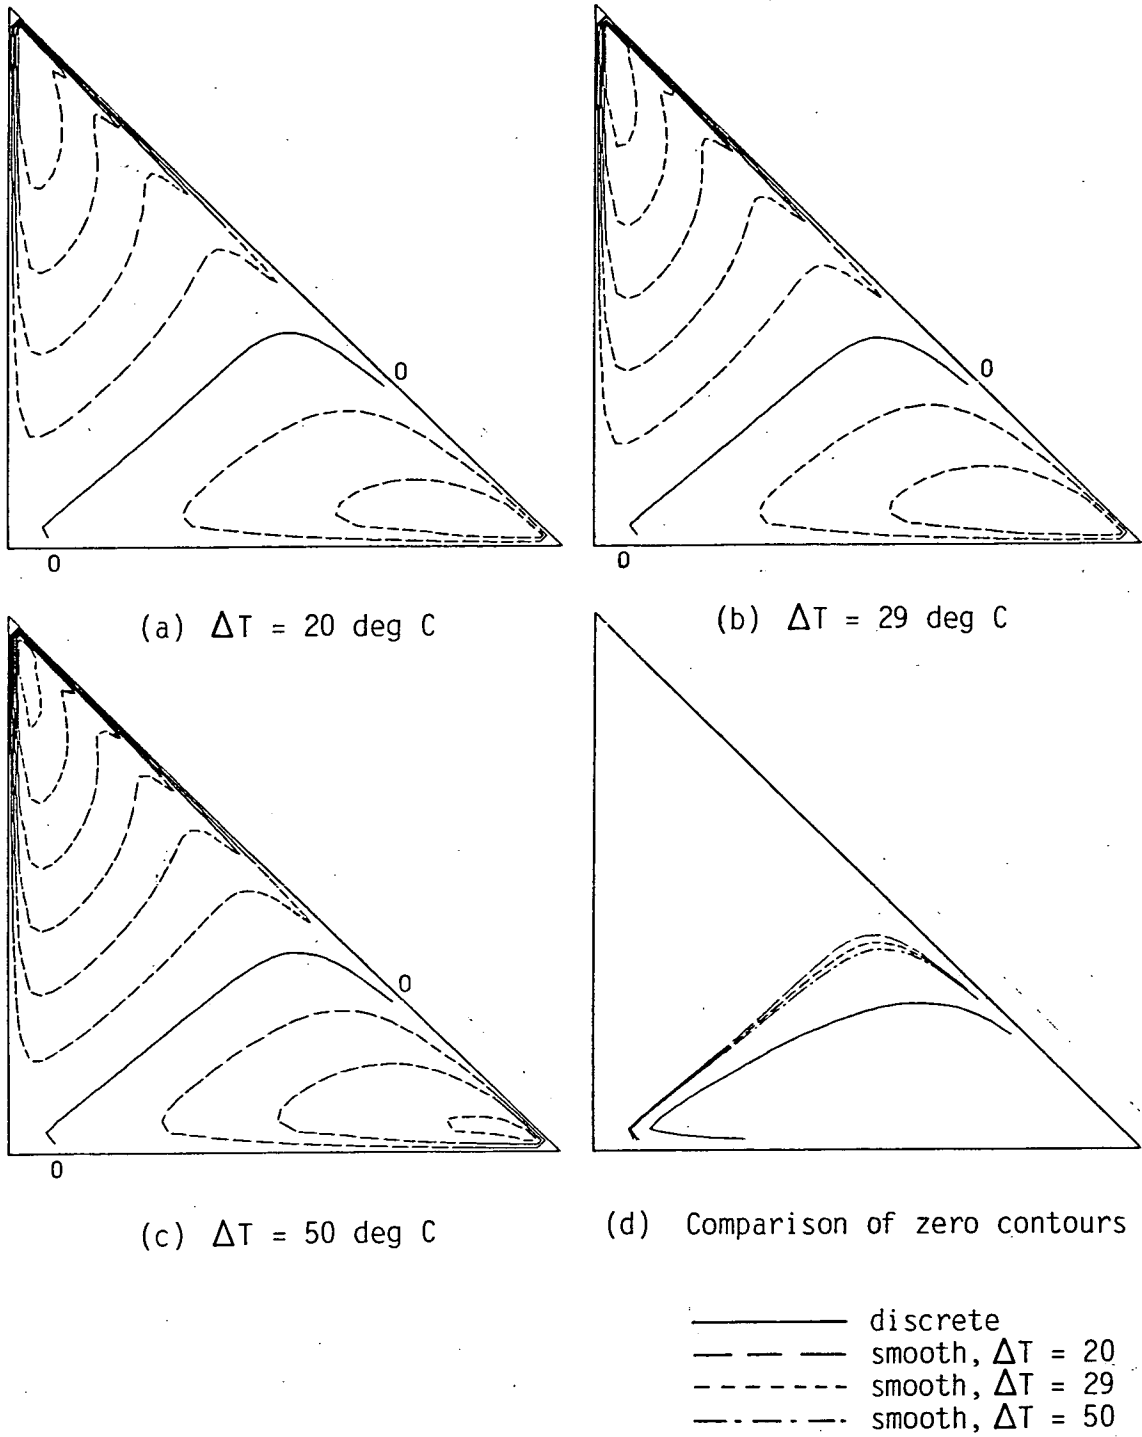 0
0
0
0
(a) ΔT = 20 deg C
(b) ΔT = 29 deg C
0
0
(c) ΔT = 50 deg C
(d) Comparison of zero contours
discrete
smooth, ΔT = 20
smooth, ΔT = 29
smooth, ΔT = 50